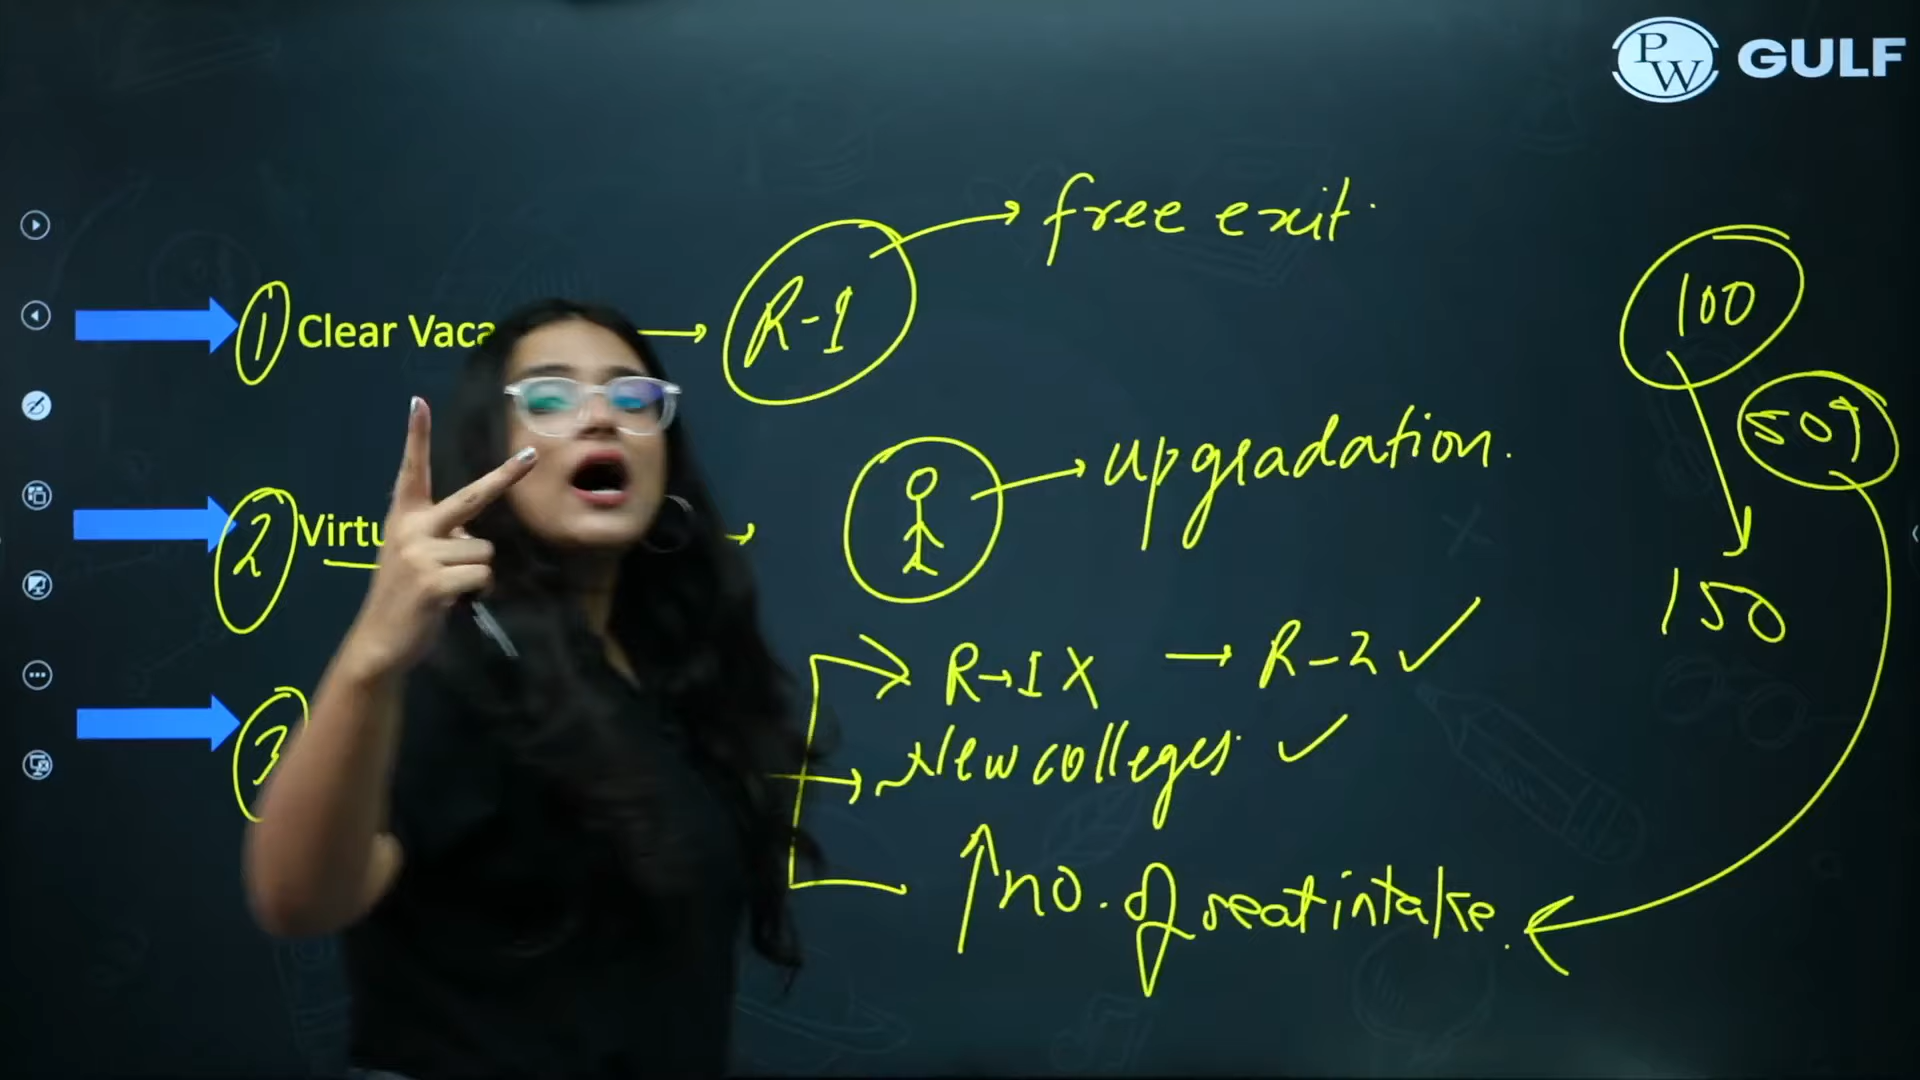 PW GULF
free exit.
100
1 Clear Vaca → R-1
50↑
upgradation.
2 Virtu
150
R→1 X → R-2 ✓
3
New colleges. ✓
↑ no. of seat intake.